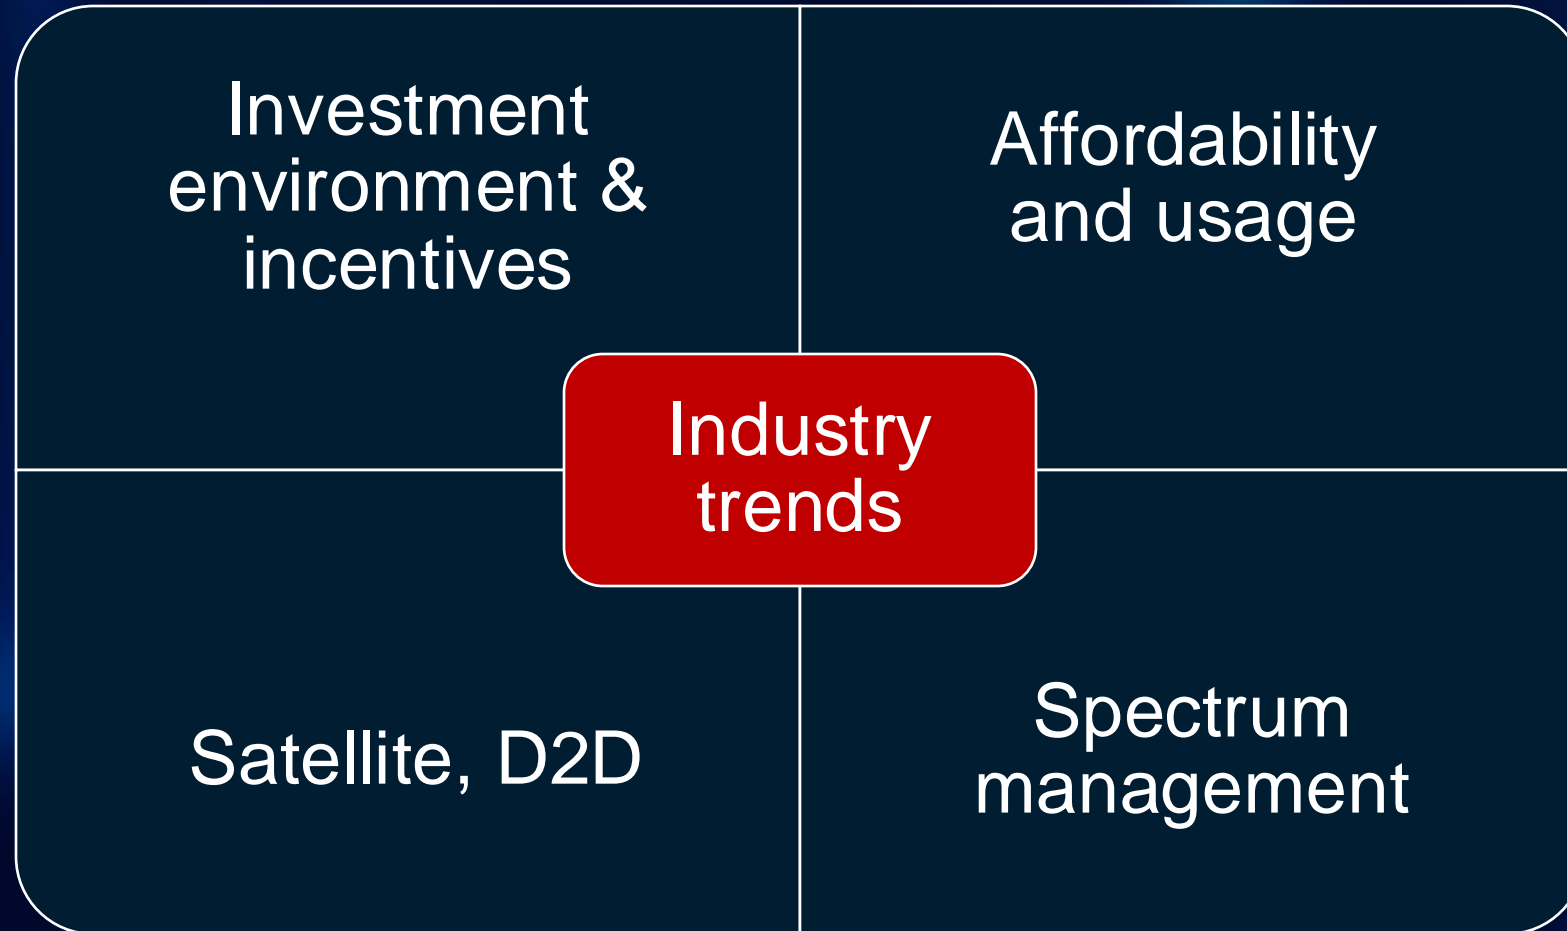 Investment
environment &
incentives
Affordability
and usage
Industry
trends
Satellite, D2D
Spectrum
management